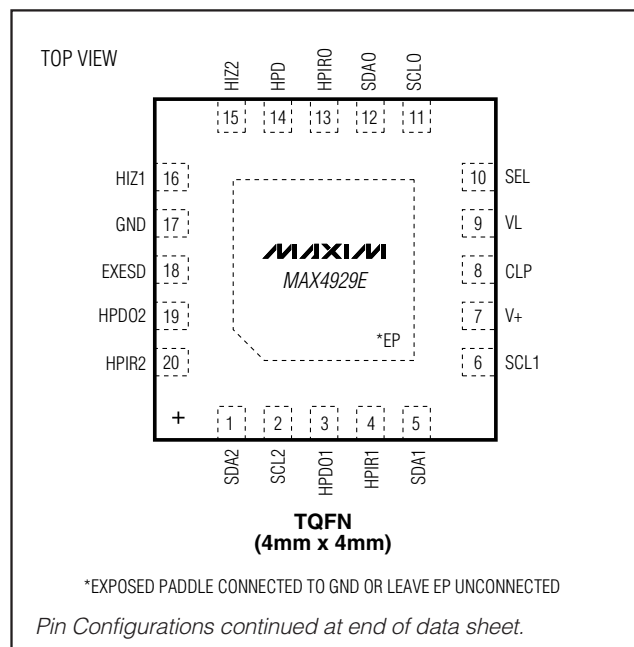 TOP VIEW
HIZ2 HPD HPIR0 SDA0 SCL0
15 14 13 12 11
HIZ1 16 10 SEL
GND 17 9 VL
EXESD 18 8 CLP
HPDO2 19 7 V+
HPIR2 20 6 SCL1
MAXIM
MAX4929E
*EP
+ 1 2 3 4 5
SDA2 SCL2 HPDO1 HPIR1 SDA1
TQFN
(4mm x 4mm)
*EXPOSED PADDLE CONNECTED TO GND OR LEAVE EP UNCONNECTED
Pin Configurations continued at end of data sheet.